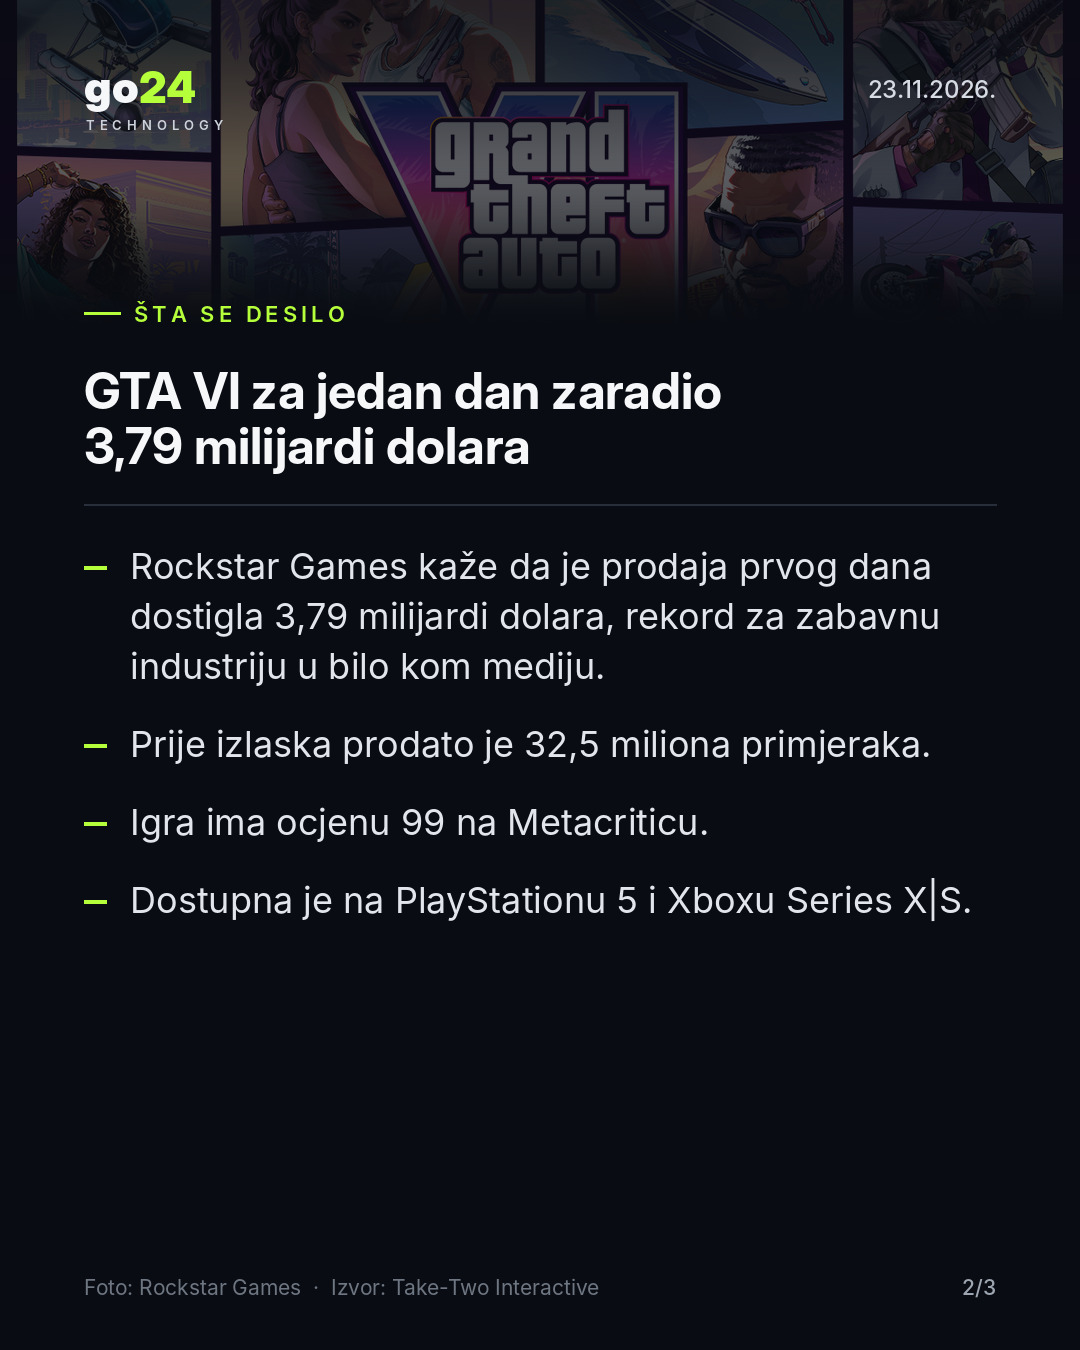 go24
TECHNOLOGY
23.11.2026.
grand
theft
auto
VI
ŠTA SE DESILO
GTA VI za jedan dan zaradio
3,79 milijardi dolara
Rockstar Games kaže da je prodaja prvog dana
dostigla 3,79 milijardi dolara, rekord za zabavnu
industriju u bilo kom mediju.
Prije izlaska prodato je 32,5 miliona primjeraka.
Igra ima ocjenu 99 na Metacriticu.
Dostupna je na PlayStationu 5 i Xboxu Series X|S.
Foto: Rockstar Games · Izvor: Take-Two Interactive
2/3